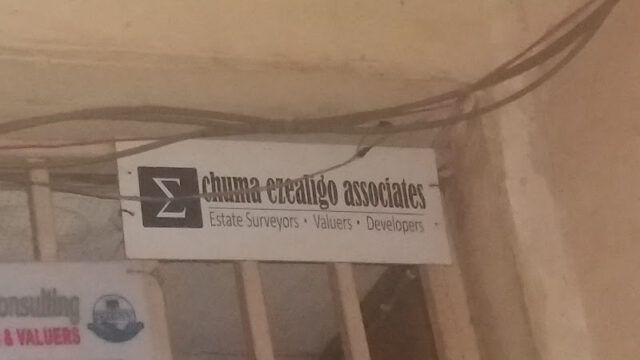 Σ chuma ezealigo associates
Estate Surveyors • Valuers • Developers
onsulting
& VALUERS